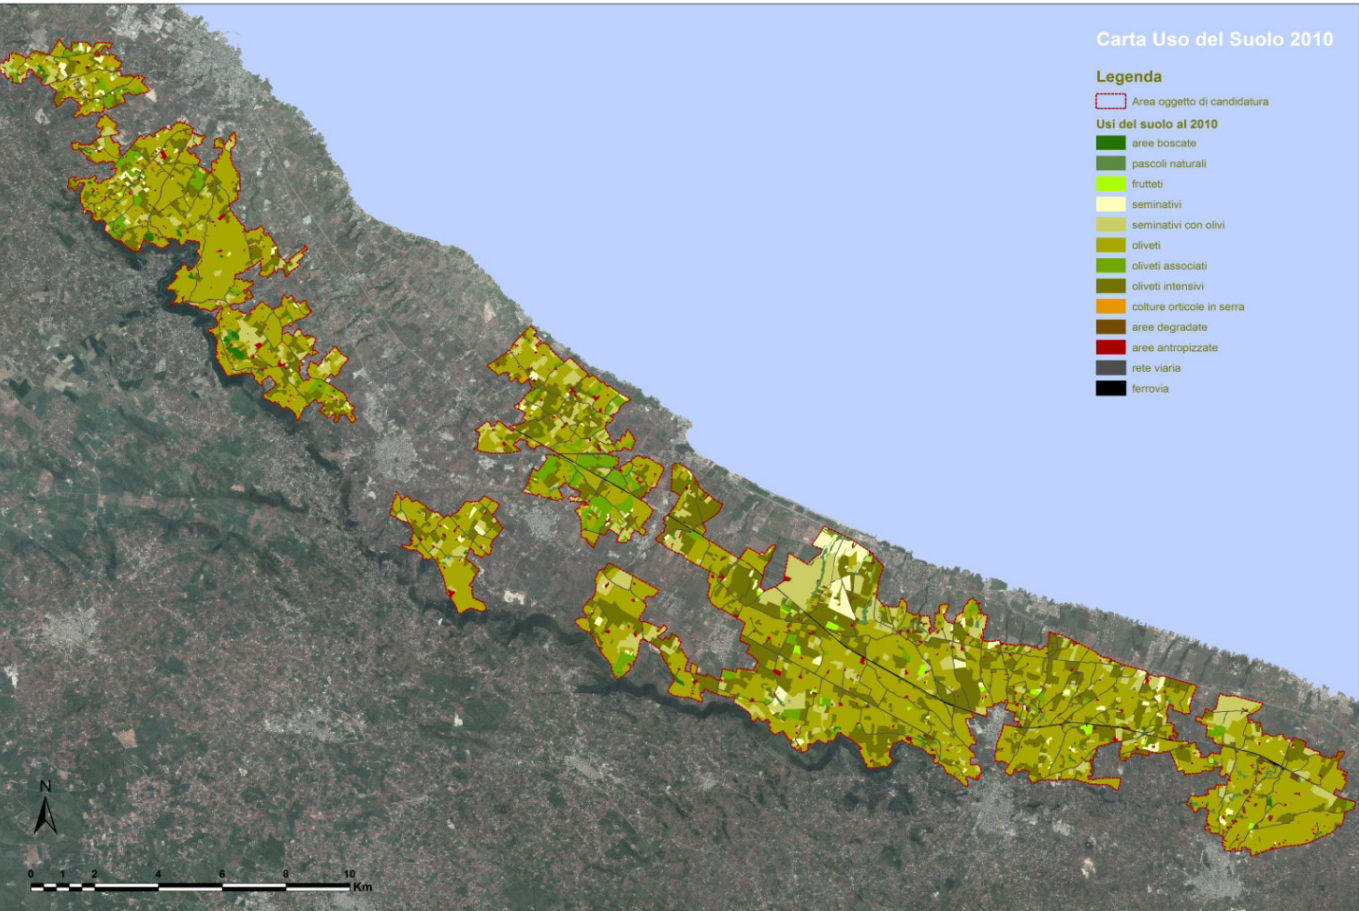 Carta Uso del Suolo 2010
Legenda
Area oggetto di candidatura
Usi del suolo al 2010
aree boscate
pascoli naturali
frutteti
seminativi
seminativi con olivi
oliveti
oliveti associati
oliveti intensivi
colture orticole in serra
aree degradate
aree antropizzate
rete viaria
ferrovia
N
0 1 2 4 6 8 10
Km